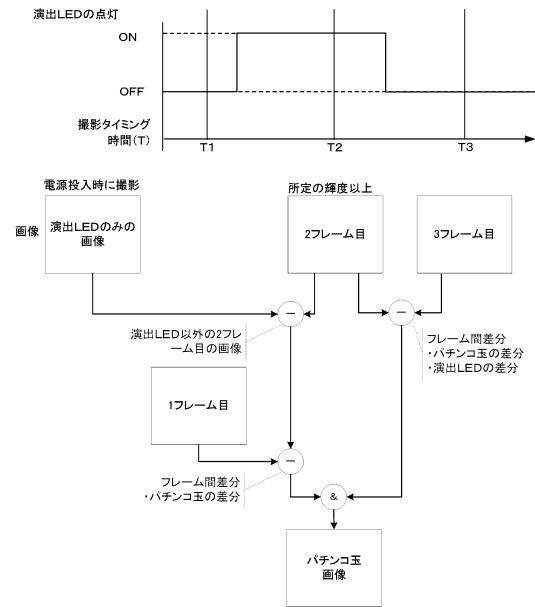 演出LEDの点灯
ON
OFF
撮影タイミング
時間(T)
T1
T2
T3
電源投入時に撮影
所定の輝度以上
画像
演出LEDのみの
画像
2フレーム目
3フレーム目
−
−
演出LED以外の2フレ
ーム目の画像
フレーム間差分
・パチンコ玉の差分
・演出LEDの差分
1フレーム目
−
フレーム間差分
・パチンコ玉の差分
&
パチンコ玉
画像